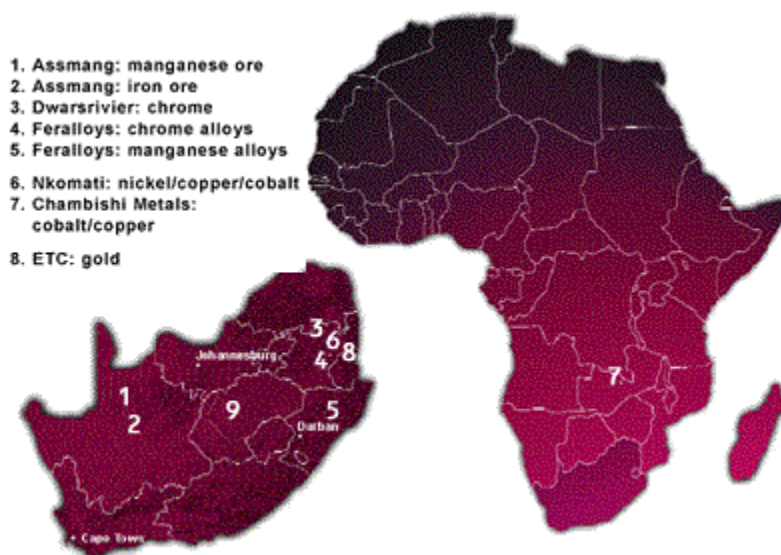 1. Assmang: manganese ore
2. Assmang: iron ore
3. Dwarsrivier: chrome
4. Feralloys: chrome alloys
5. Feralloys: manganese alloys
6. Nkomati: nickel/copper/cobalt
7. Chambishi Metals:
cobalt/copper
8. ETC: gold
3
6
Johannesburg
4
8
7
1
2
9
5
Durban
Cape Town